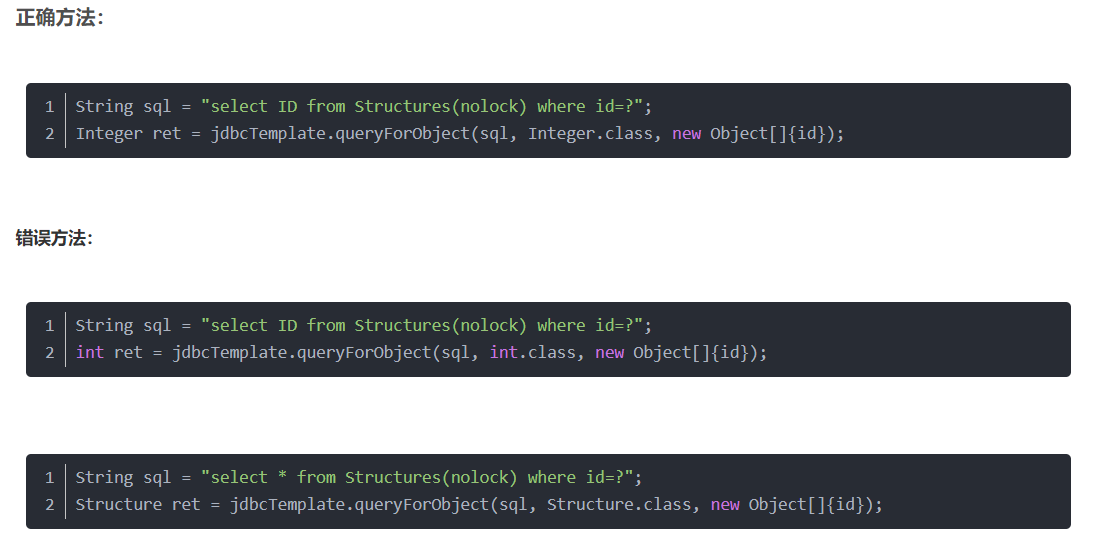 正确方法：
1 String sql = "select ID from Structures(nolock) where id=?";
2 Integer ret = jdbcTemplate.queryForObject(sql, Integer.class, new Object[]{id});
错误方法：
1 String sql = "select ID from Structures(nolock) where id=?";
2 int ret = jdbcTemplate.queryForObject(sql, int.class, new Object[]{id});
1 String sql = "select * from Structures(nolock) where id=?";
2 Structure ret = jdbcTemplate.queryForObject(sql, Structure.class, new Object[]{id});